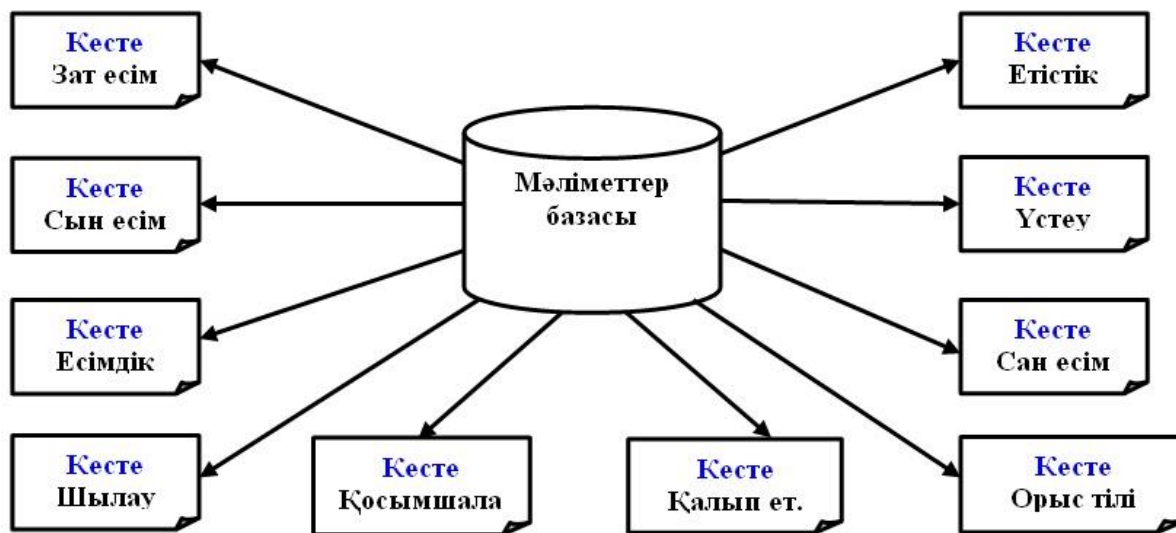 Кесте
Зат есім
Кесте
Етістік
Мәліметтер
базасы
Кесте
Сын есім
Кесте
Үстеу
Кесте
Есімдік
Кесте
Сан есім
Кесте
Шылау
Кесте
Қосымшала
Кесте
Қалып ет.
Кесте
Орыс тілі